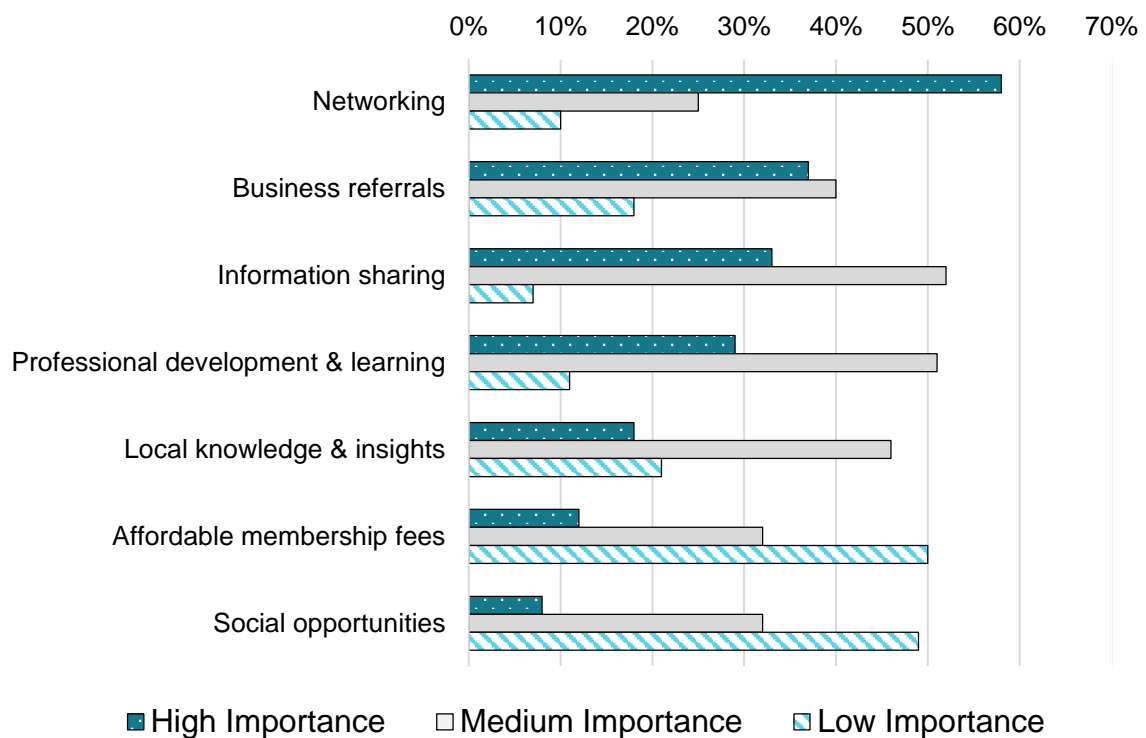 0% 10% 20% 30% 40% 50% 60% 70%
Networking
Business referrals
Information sharing
Professional development & learning
Local knowledge & insights
Affordable membership fees
Social opportunities
High Importance Medium Importance Low Importance